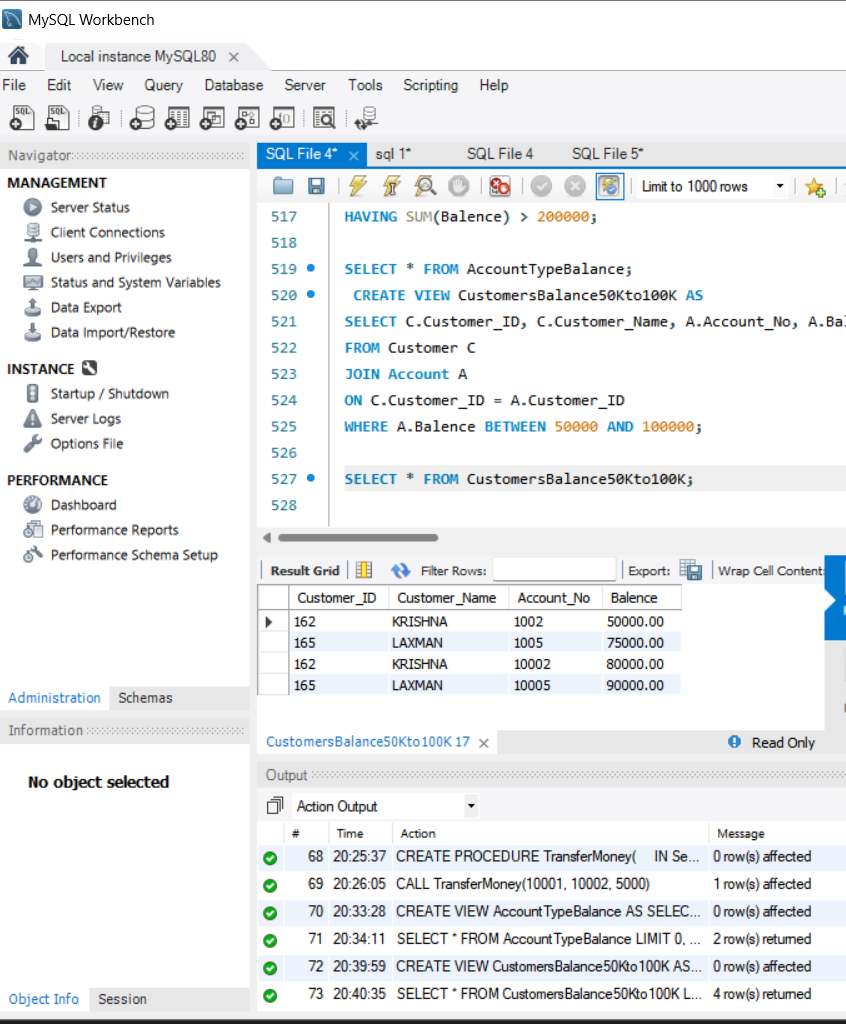 MySQL Workbench
Local instance MySQL80
File Edit View Query Database Server Tools Scripting Help
Navigator
MANAGEMENT
Server Status
Client Connections
Users and Privileges
Status and System Variables
Data Export
Data Import/Restore
INSTANCE
Startup / Shutdown
Server Logs
Options File
PERFORMANCE
Dashboard
Performance Reports
Performance Schema Setup
Administration Schemas
Information
No object selected
Object Info Session
SQL File 4* sql 1* SQL File 4 SQL File 5*
Limit to 1000 rows
517 HAVING SUM(Balence) > 200000;
518
519 SELECT * FROM AccountTypeBalance;
520 CREATE VIEW CustomersBalance50Kto100K AS
521 SELECT C.Customer_ID, C.Customer_Name, A.Account_No, A.Bal
522 FROM Customer C
523 JOIN Account A
524 ON C.Customer_ID = A.Customer_ID
525 WHERE A.Balence BETWEEN 50000 AND 100000;
526
527 SELECT * FROM CustomersBalance50Kto100K;
528
Result Grid Filter Rows: Export: Wrap Cell Content:
Customer_ID Customer_Name Account_No Balence
162 KRISHNA 1002 50000.00
165 LAXMAN 1005 75000.00
162 KRISHNA 10002 80000.00
165 LAXMAN 10005 90000.00
CustomersBalance50Kto100K 17 Read Only
Output
Action Output
# Time Action Message
68 20:25:37 CREATE PROCEDURE TransferMoney( IN Se... 0 row(s) affected
69 20:26:05 CALL TransferMoney(10001, 10002, 5000) 1 row(s) affected
70 20:33:28 CREATE VIEW AccountTypeBalance AS SELEC... 0 row(s) affected
71 20:34:11 SELECT * FROM AccountTypeBalance LIMIT 0, ... 2 row(s) returned
72 20:39:59 CREATE VIEW CustomersBalance50Kto100K AS... 0 row(s) affected
73 20:40:35 SELECT * FROM CustomersBalance50Kto100K L... 4 row(s) returned